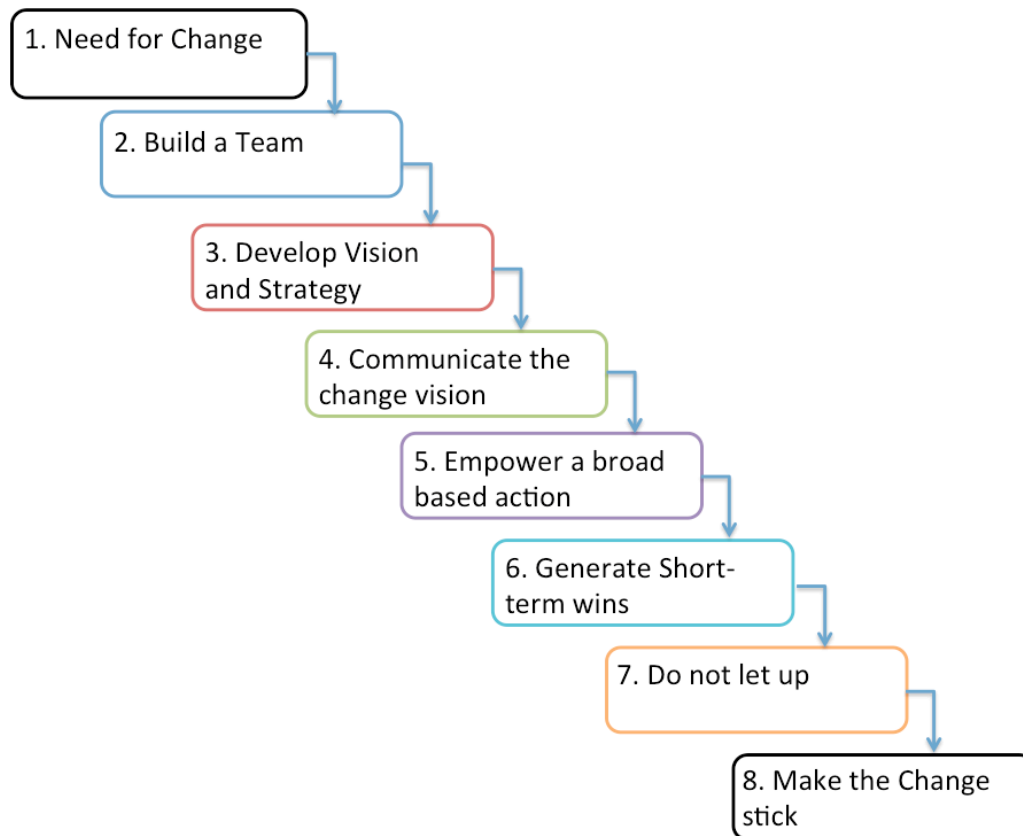 1. Need for Change
2. Build a Team
3. Develop Vision
and Strategy
4. Communicate the
change vision
5. Empower a broad
based action
6. Generate Short-
term wins
7. Do not let up
8. Make the Change
stick